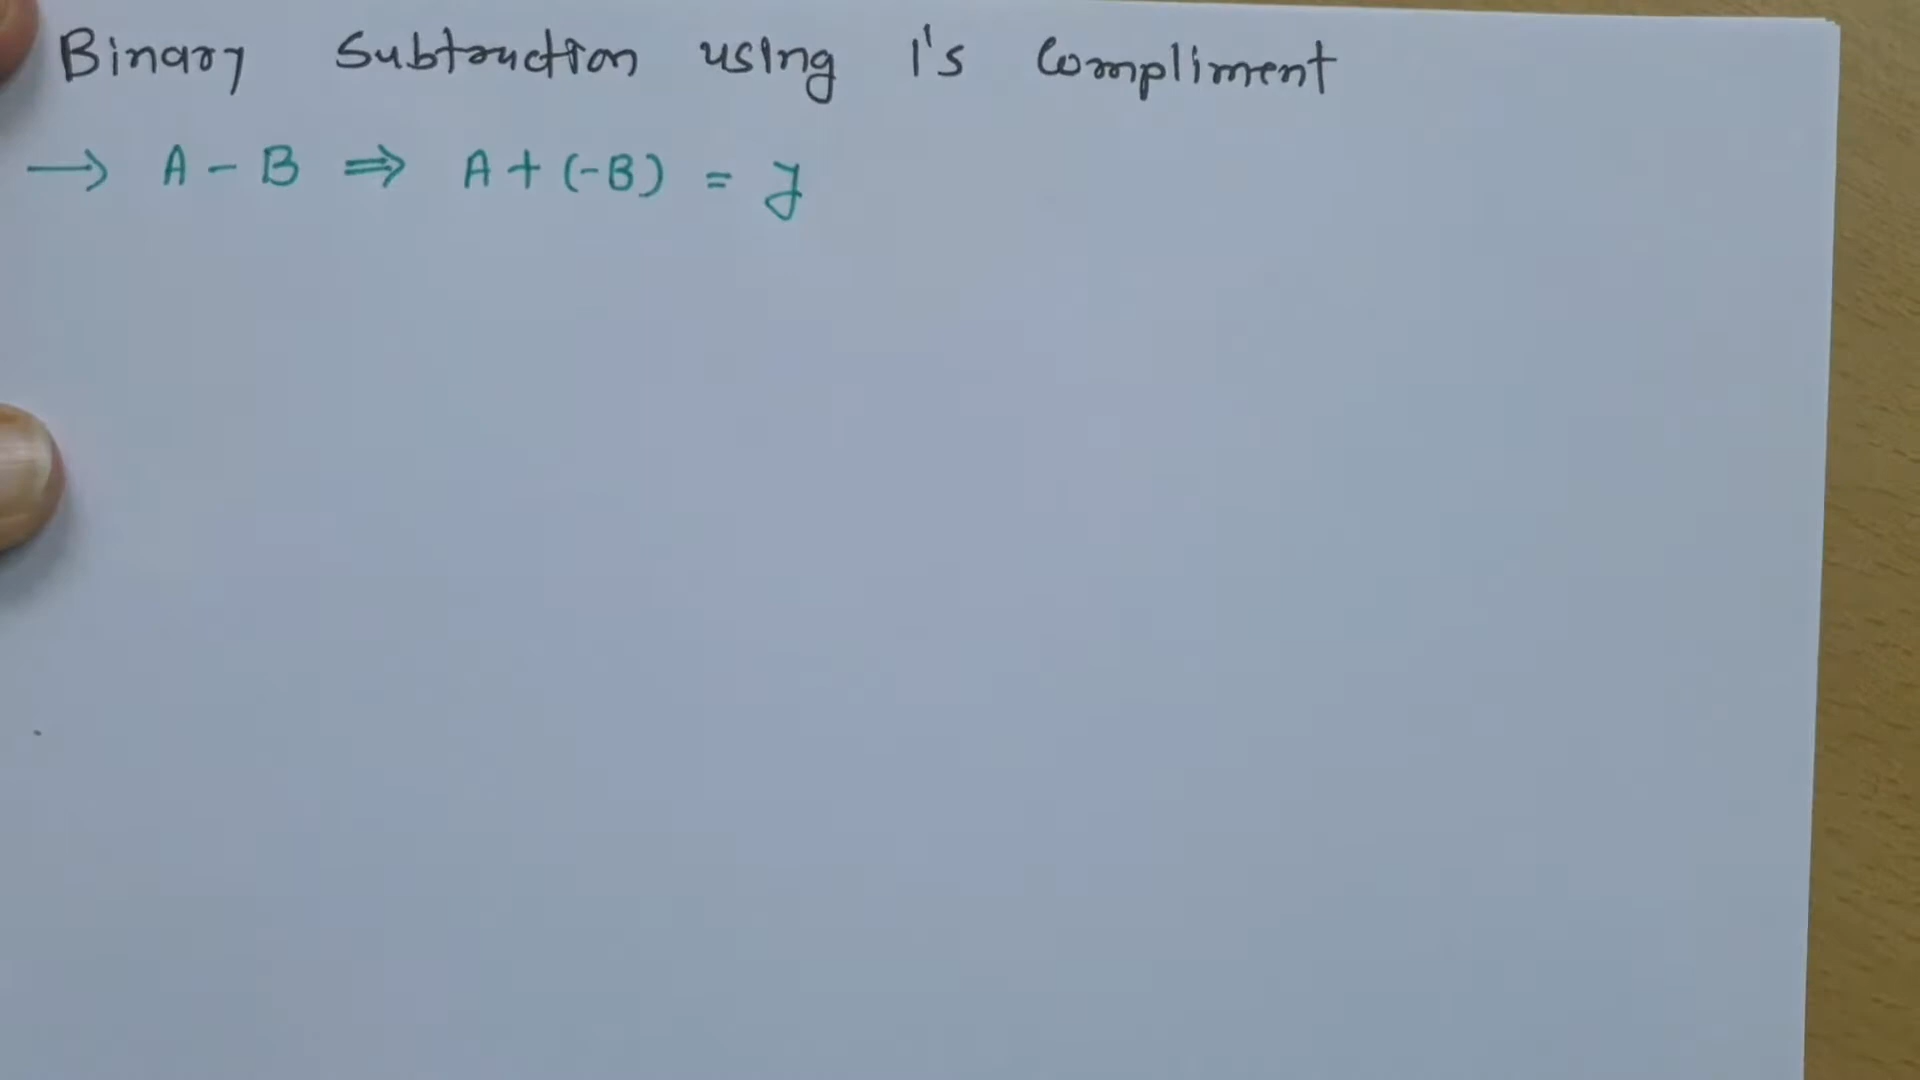 Binary Subtraction using 1's Compliment
→ A - B ⇒ A + (-B) = y